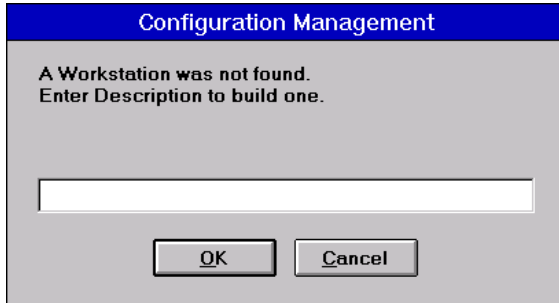 Configuration Management
A Workstation was not found.
Enter Description to build one.
OK
Cancel